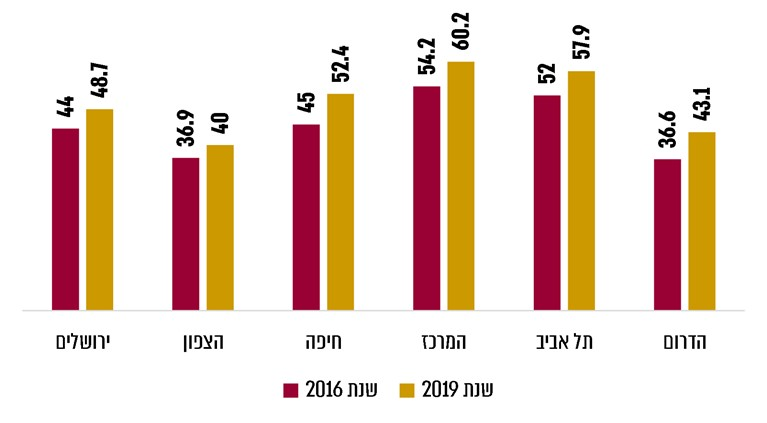 44 48.7 36.9 40 45 52.4 54.2 60.2 52 57.9 36.6 43.1
ירושלים הצפון חיפה המרכז תל אביב הדרום
שנת 2016 שנת 2019